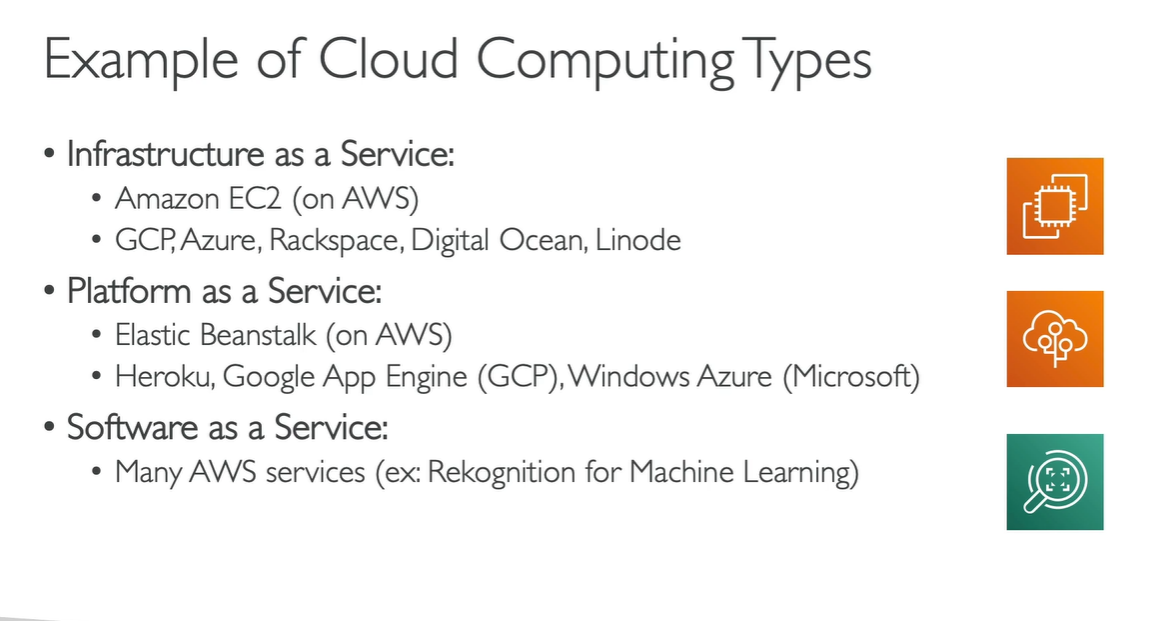 Example of Cloud Computing Types
• Infrastructure as a Service:
• Amazon EC2 (on AWS)
• GCP, Azure, Rackspace, Digital Ocean, Linode
• Platform as a Service:
• Elastic Beanstalk (on AWS)
• Heroku, Google App Engine (GCP), Windows Azure (Microsoft)
• Software as a Service:
• Many AWS services (ex: Rekognition for Machine Learning)